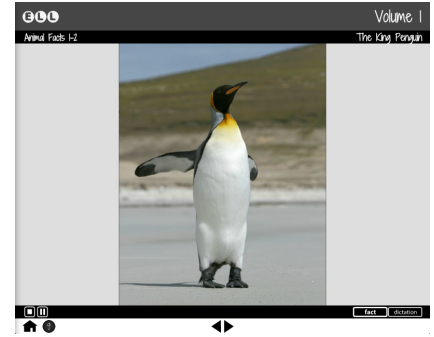 ELL
Volume 1
Animal Facts 1-2
The King Penguin
fact
dictation